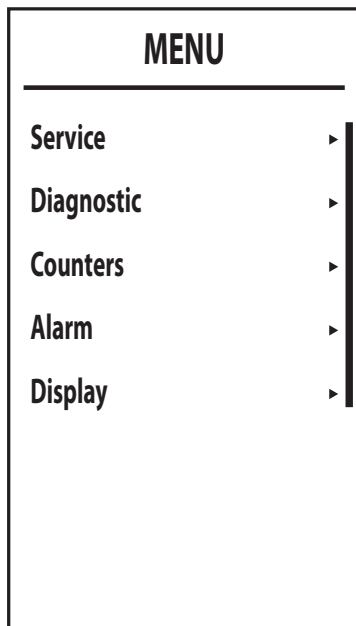 MENU
Service
Diagnostic
Counters
Alarm
Display